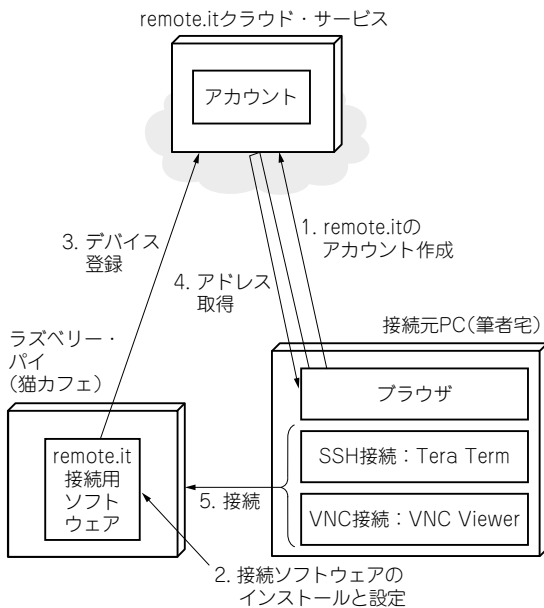 remote.itクラウド・サービス
アカウント
1. remote.itの
アカウント作成
3. デバイス
登録
4. アドレス
取得
ラズベリー・
パイ
(猫カフェ)
接続元PC(筆者宅)
ブラウザ
remote.it
接続用
ソフト
ウェア
SSH接続：Tera Term
5. 接続
VNC接続：VNC Viewer
2. 接続ソフトウェアの
インストールと設定